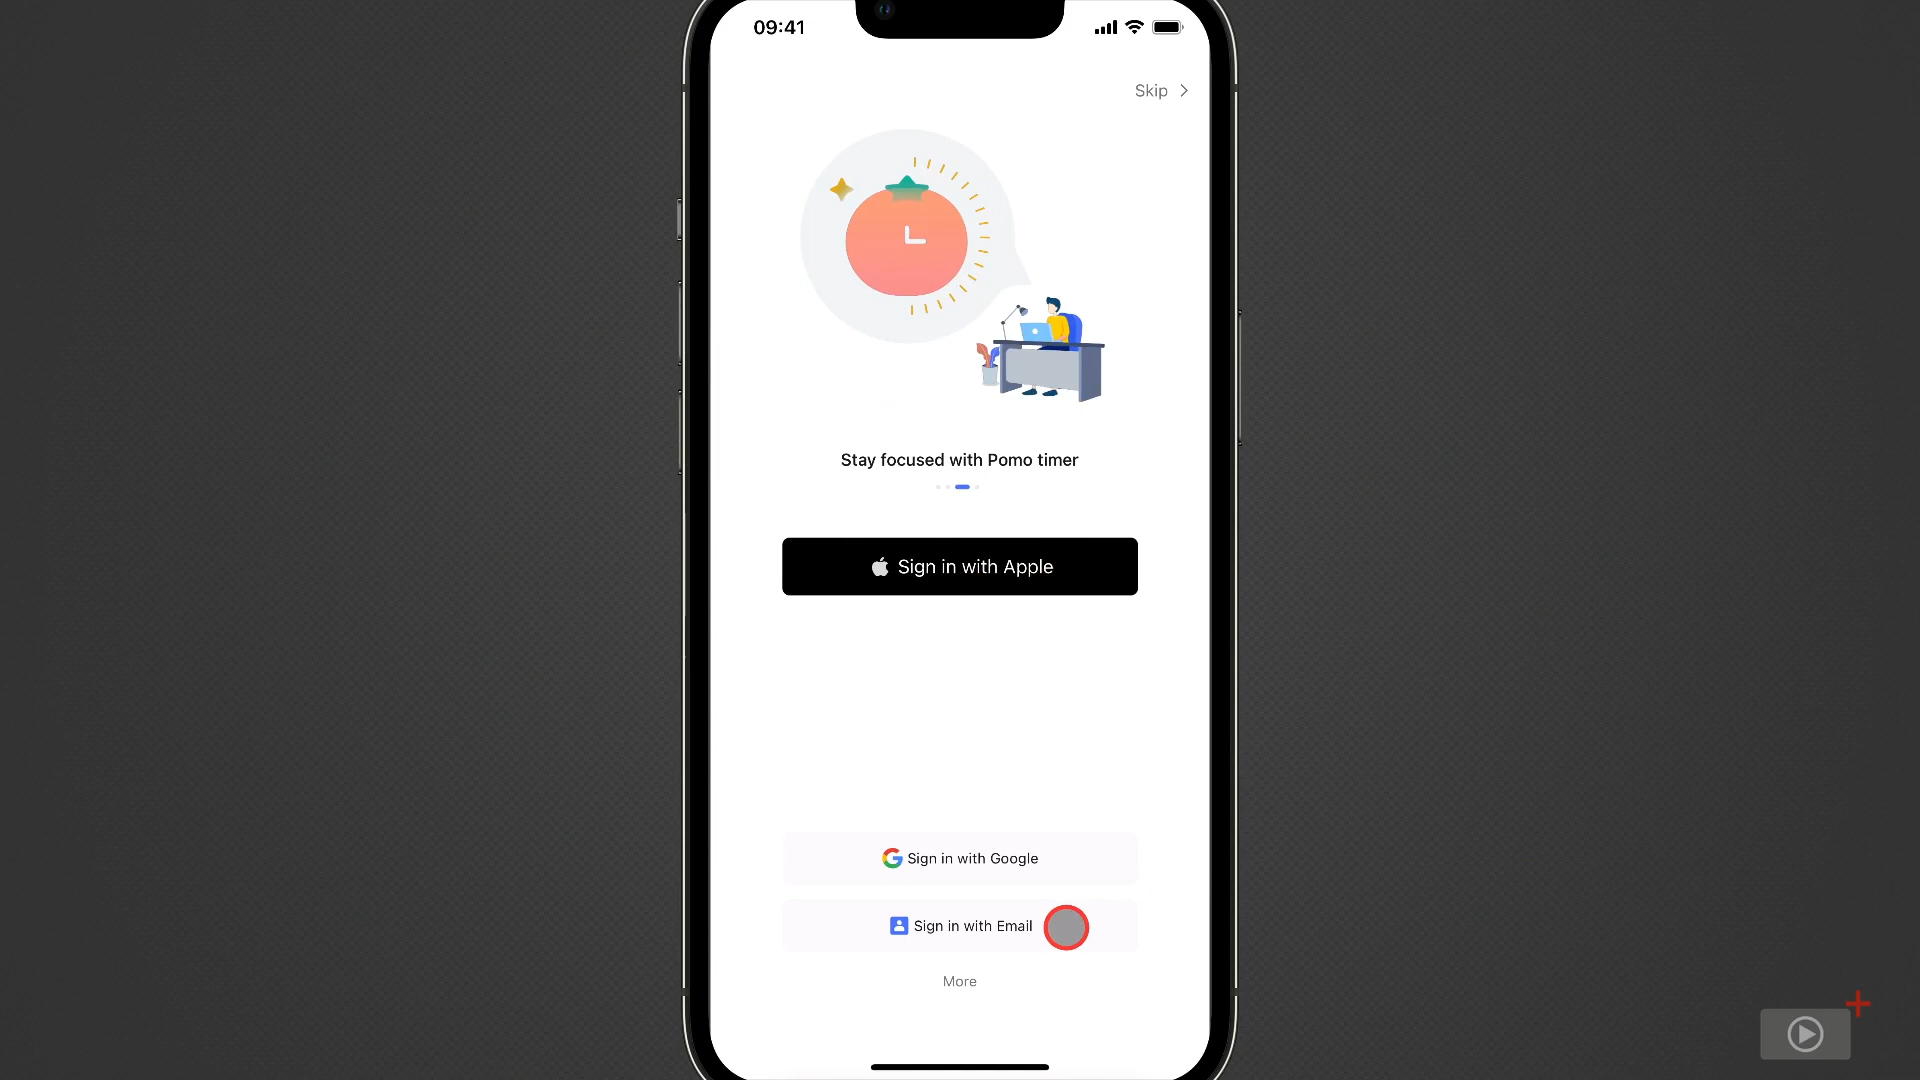 09:41
Skip
Stay focused with Pomo timer
Sign in with Apple
Sign in with Google
Sign in with Email
More